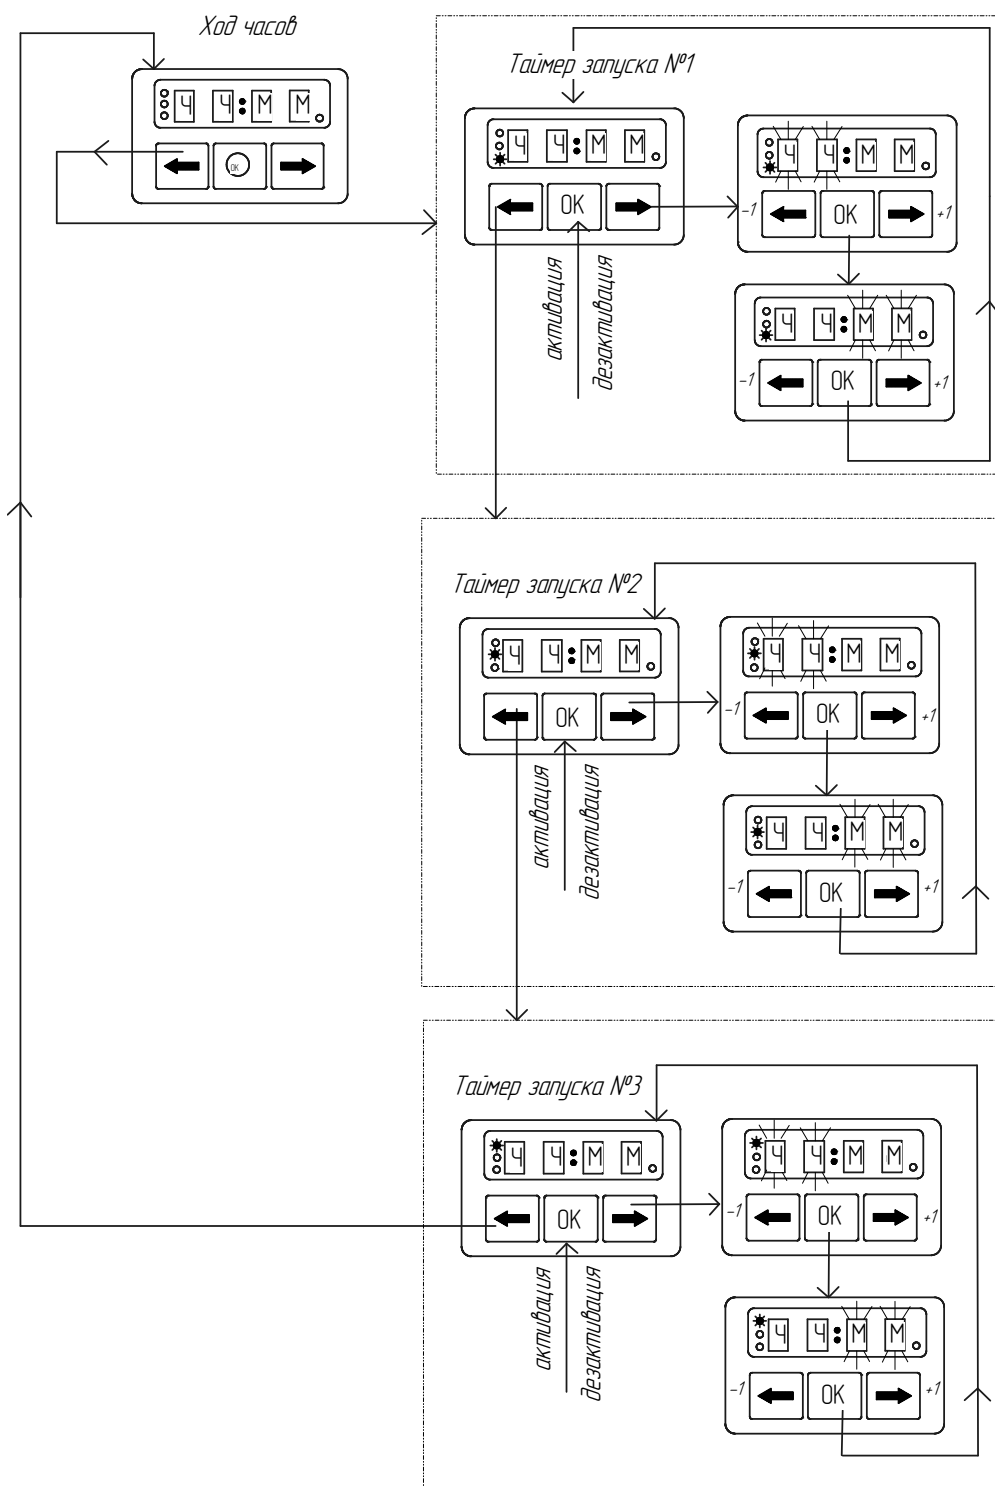 Ход часов
Ч Ч:М М
OK
Таймер запуска №1
Ч Ч:М М
OK
активация
дезактивация
Ч Ч:М М
-1 OK +1
Ч Ч:М М
-1 OK +1
Таймер запуска №2
Ч Ч:М М
OK
активация
дезактивация
Ч Ч:М М
-1 OK +1
Ч Ч:М М
-1 OK +1
Таймер запуска №3
Ч Ч:М М
OK
активация
дезактивация
Ч Ч:М М
-1 OK +1
Ч Ч:М М
-1 OK +1